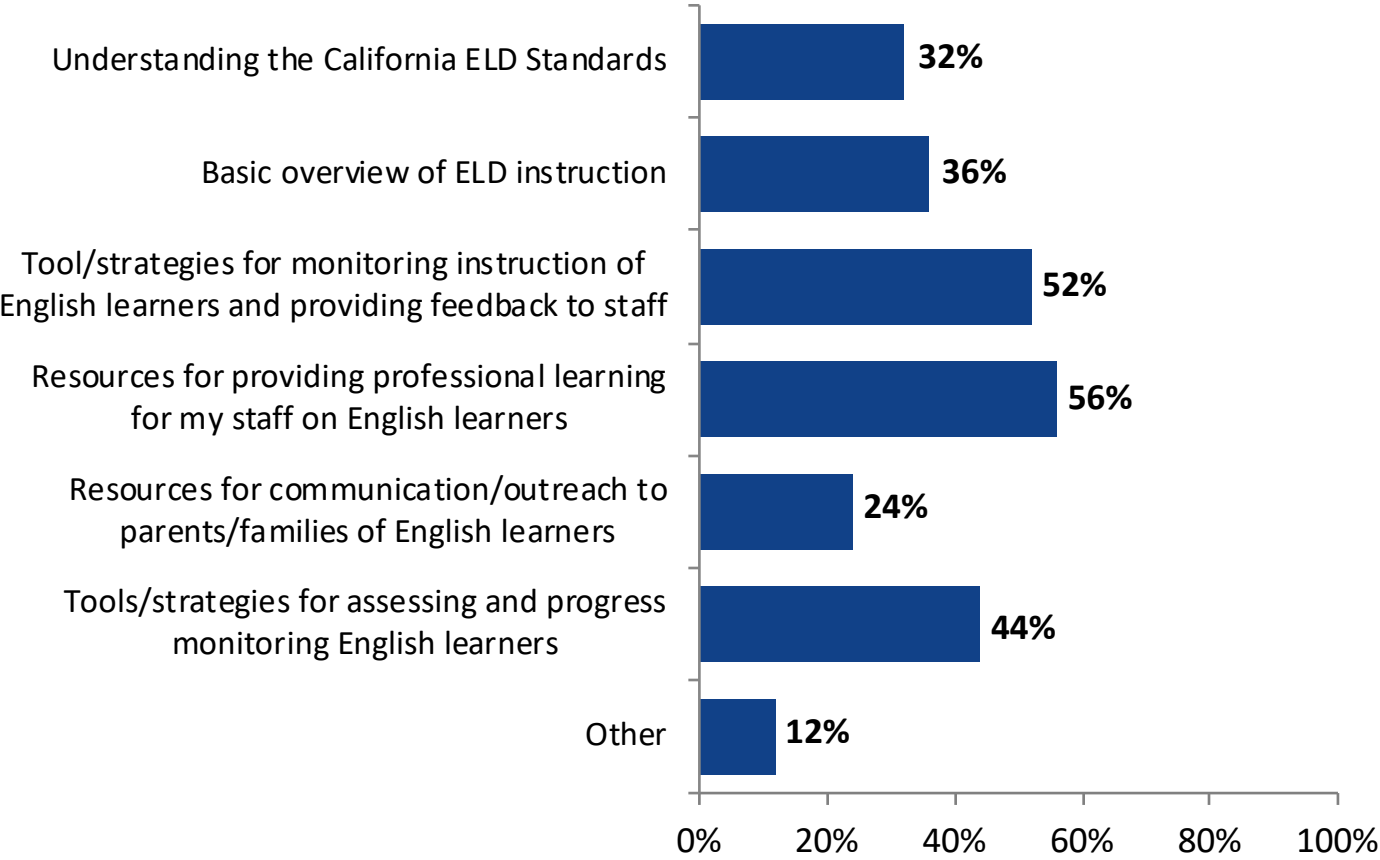 Understanding the California ELD Standards
32%
Basic overview of ELD instruction
36%
Tool/strategies for monitoring instruction of
English learners and providing feedback to staff
52%
Resources for providing professional learning
for my staff on English learners
56%
Resources for communication/outreach to
parents/families of English learners
24%
Tools/strategies for assessing and progress
monitoring English learners
44%
Other
12%
0% 20% 40% 60% 80% 100%